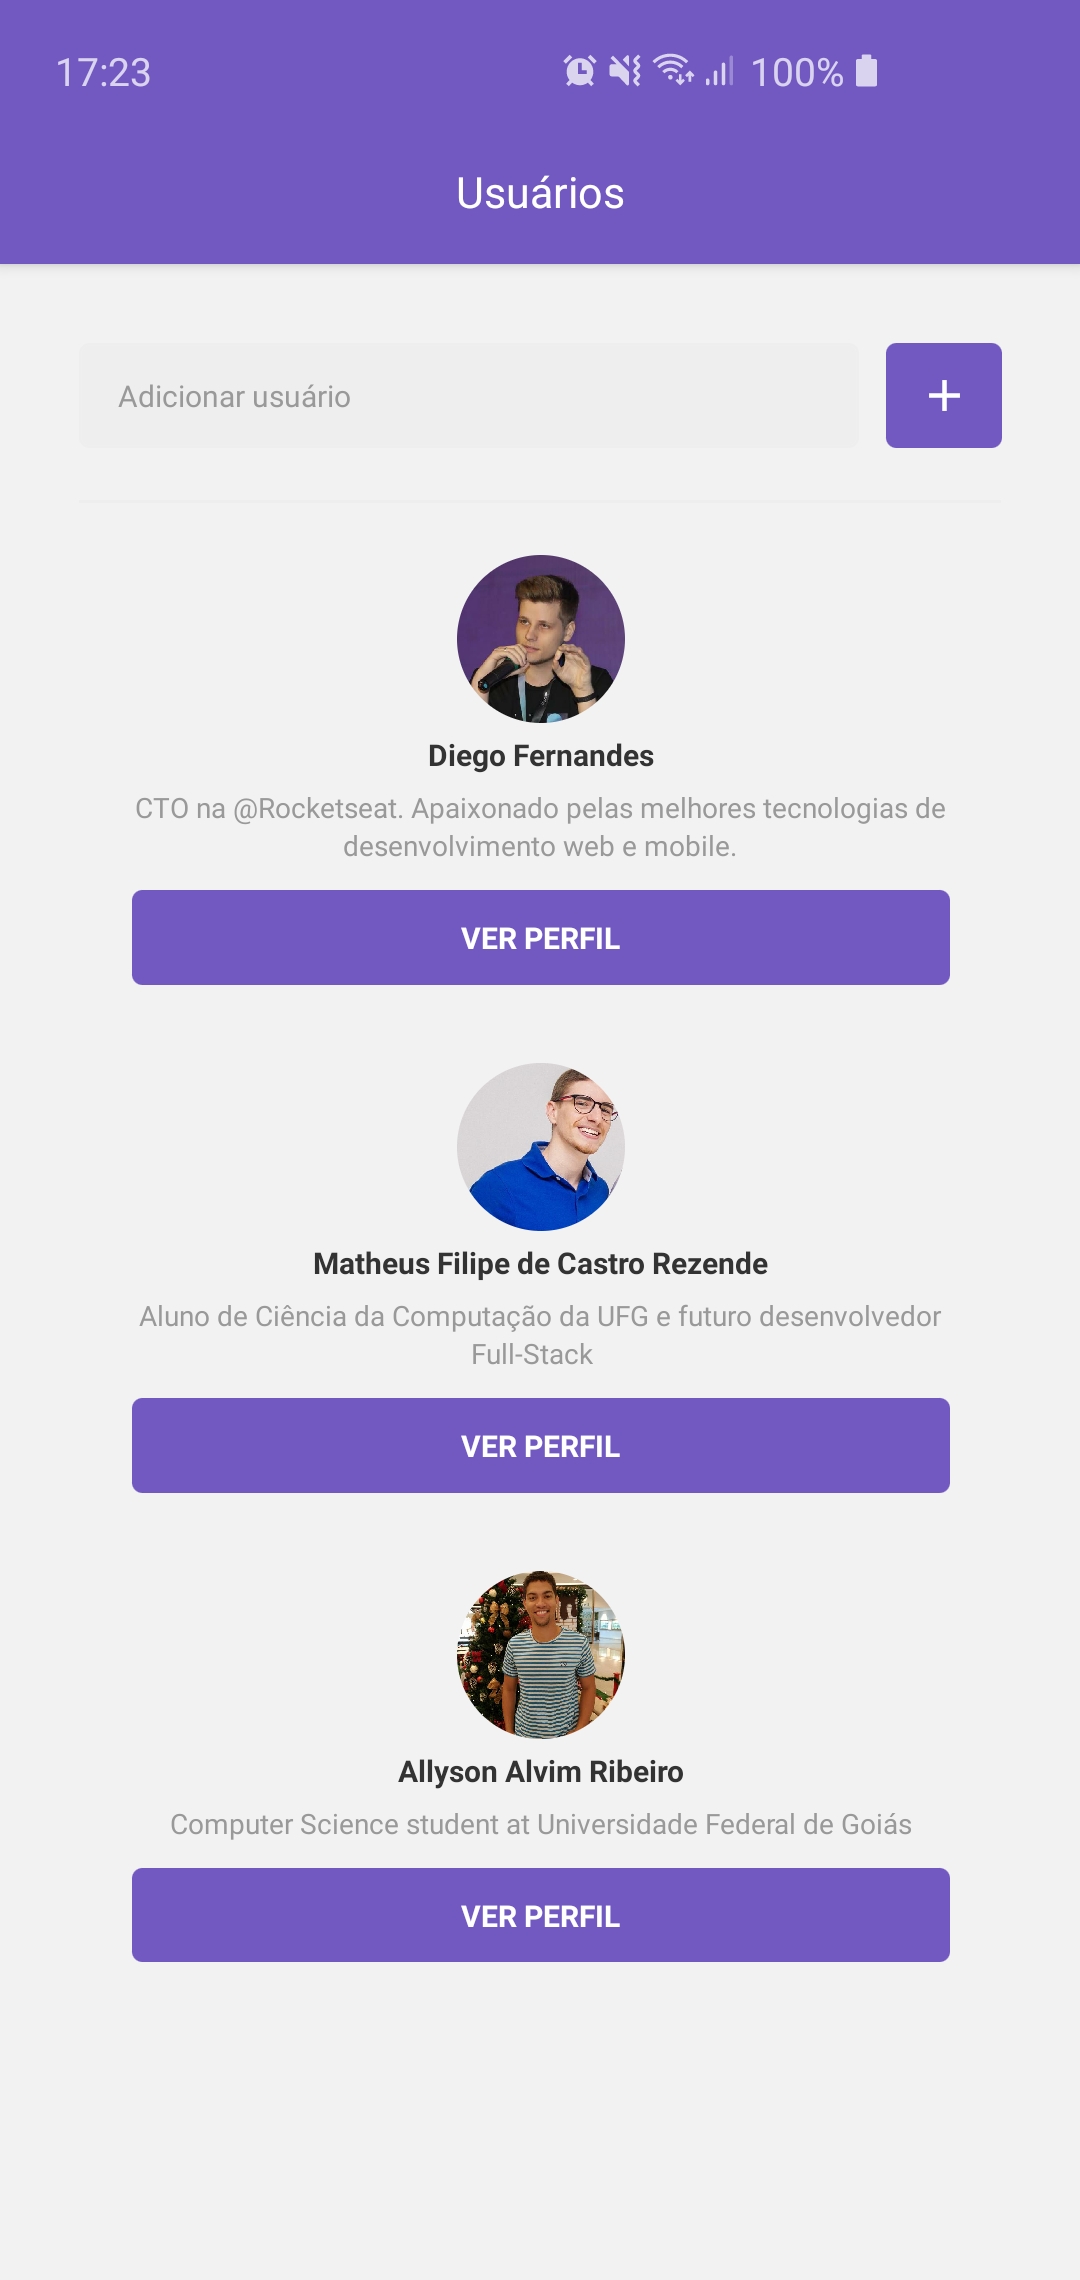 17:23
100%
Usuários
Adicionar usuário
+
Diego Fernandes
CTO na @Rocketseat. Apaixonado pelas melhores tecnologias de
desenvolvimento web e mobile.
VER PERFIL
Matheus Filipe de Castro Rezende
Aluno de Ciência da Computação da UFG e futuro desenvolvedor
Full-Stack
VER PERFIL
Allyson Alvim Ribeiro
Computer Science student at Universidade Federal de Goiás
VER PERFIL